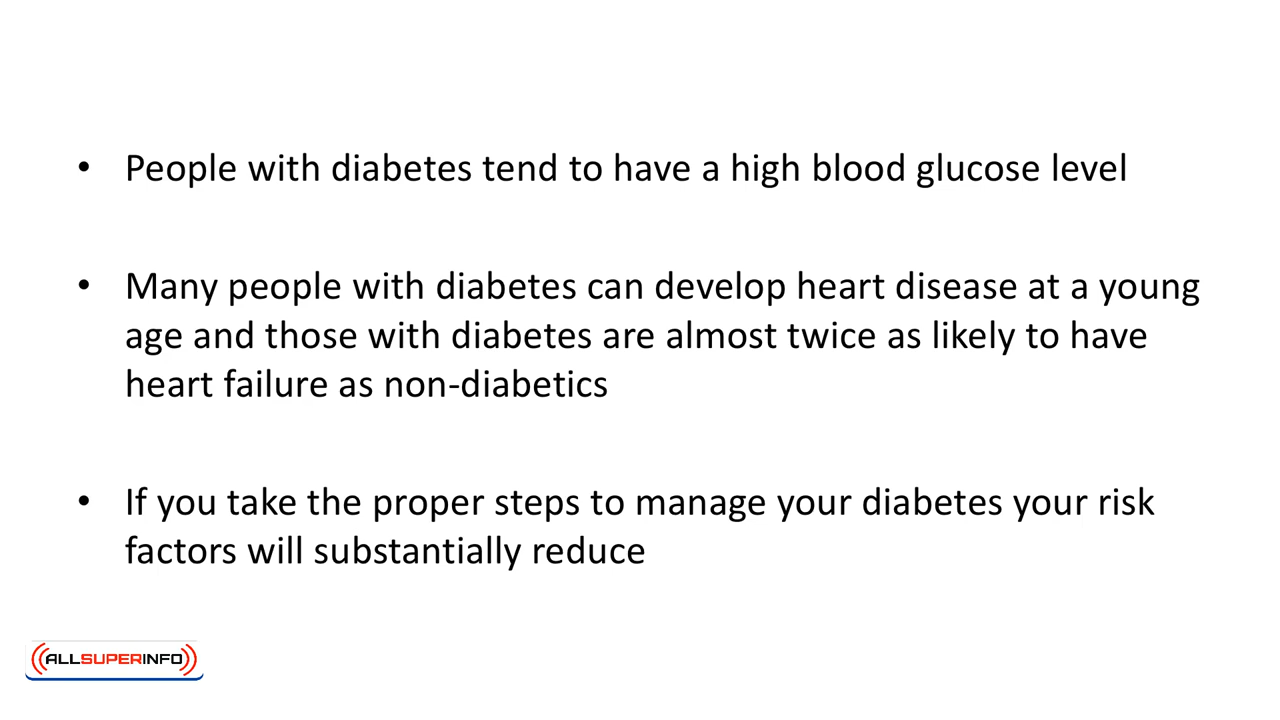 • People with diabetes tend to have a high blood glucose level
• Many people with diabetes can develop heart disease at a young
age and those with diabetes are almost twice as likely to have
heart failure as non-diabetics
• If you take the proper steps to manage your diabetes your risk
factors will substantially reduce
ALLSUPERINFO